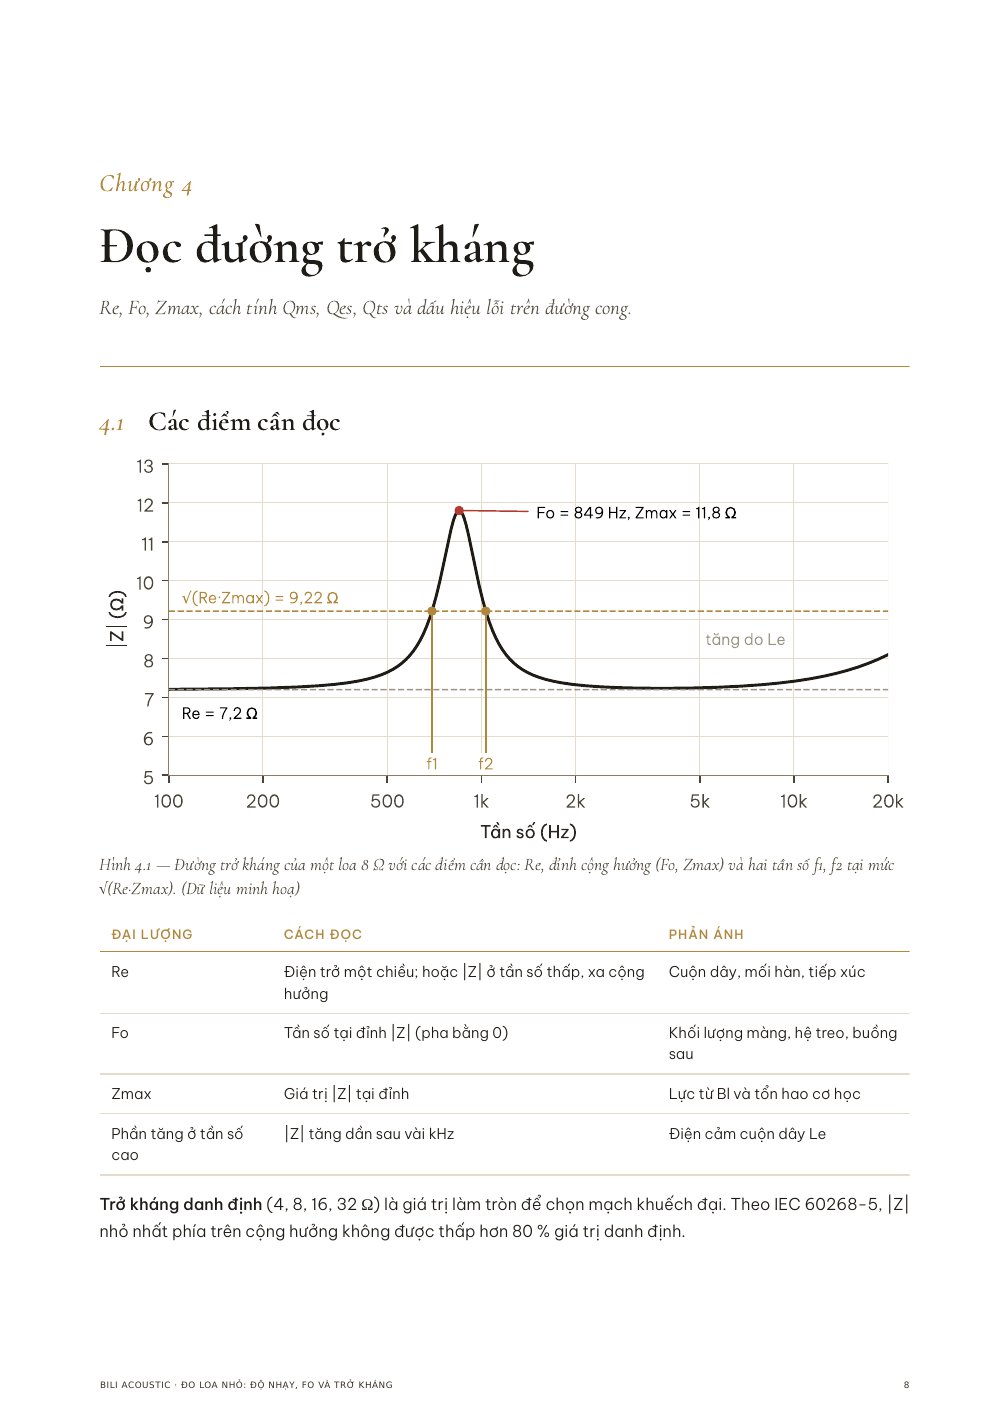 Chương 4
Đọc đường trở kháng
Re, Fo, Zmax, cách tính Qms, Qes, Qts và dấu hiệu lỗi trên đường cong.
4.1 Các điểm cần đọc
13
12
11
10
9
8
7
6
5
|Z| (Ω)
Fo = 849 Hz, Zmax = 11,8 Ω
√(Re·Zmax) = 9,22 Ω
tăng do Le
Re = 7,2 Ω
f1 f2
100 200 500 1k 2k 5k 10k 20k
Tần số (Hz)
Hình 4.1 — Đường trở kháng của một loa 8 Ω với các điểm cần đọc: Re, đỉnh cộng hưởng (Fo, Zmax) và hai tần số f1, f2 tại mức
√(Re·Zmax). (Dữ liệu minh hoạ)
ĐẠI LƯỢNG CÁCH ĐỌC PHẢN ÁNH
Re Điện trở một chiều; hoặc |Z| ở tần số thấp, xa cộng Cuộn dây, mối hàn, tiếp xúc
hưởng
Fo Tần số tại đỉnh |Z| (pha bằng 0) Khối lượng màng, hệ treo, buồng
sau
Zmax Giá trị |Z| tại đỉnh Lực từ Bl và tổn hao cơ học
Phần tăng ở tần số |Z| tăng dần sau vài kHz Điện cảm cuộn dây Le
cao
Trở kháng danh định (4, 8, 16, 32 Ω) là giá trị làm tròn để chọn mạch khuếch đại. Theo IEC 60268-5, |Z|
nhỏ nhất phía trên cộng hưởng không được thấp hơn 80 % giá trị danh định.
BILI ACOUSTIC · ĐO LOA NHỎ: ĐỘ NHẠY, FO VÀ TRỞ KHÁNG 8